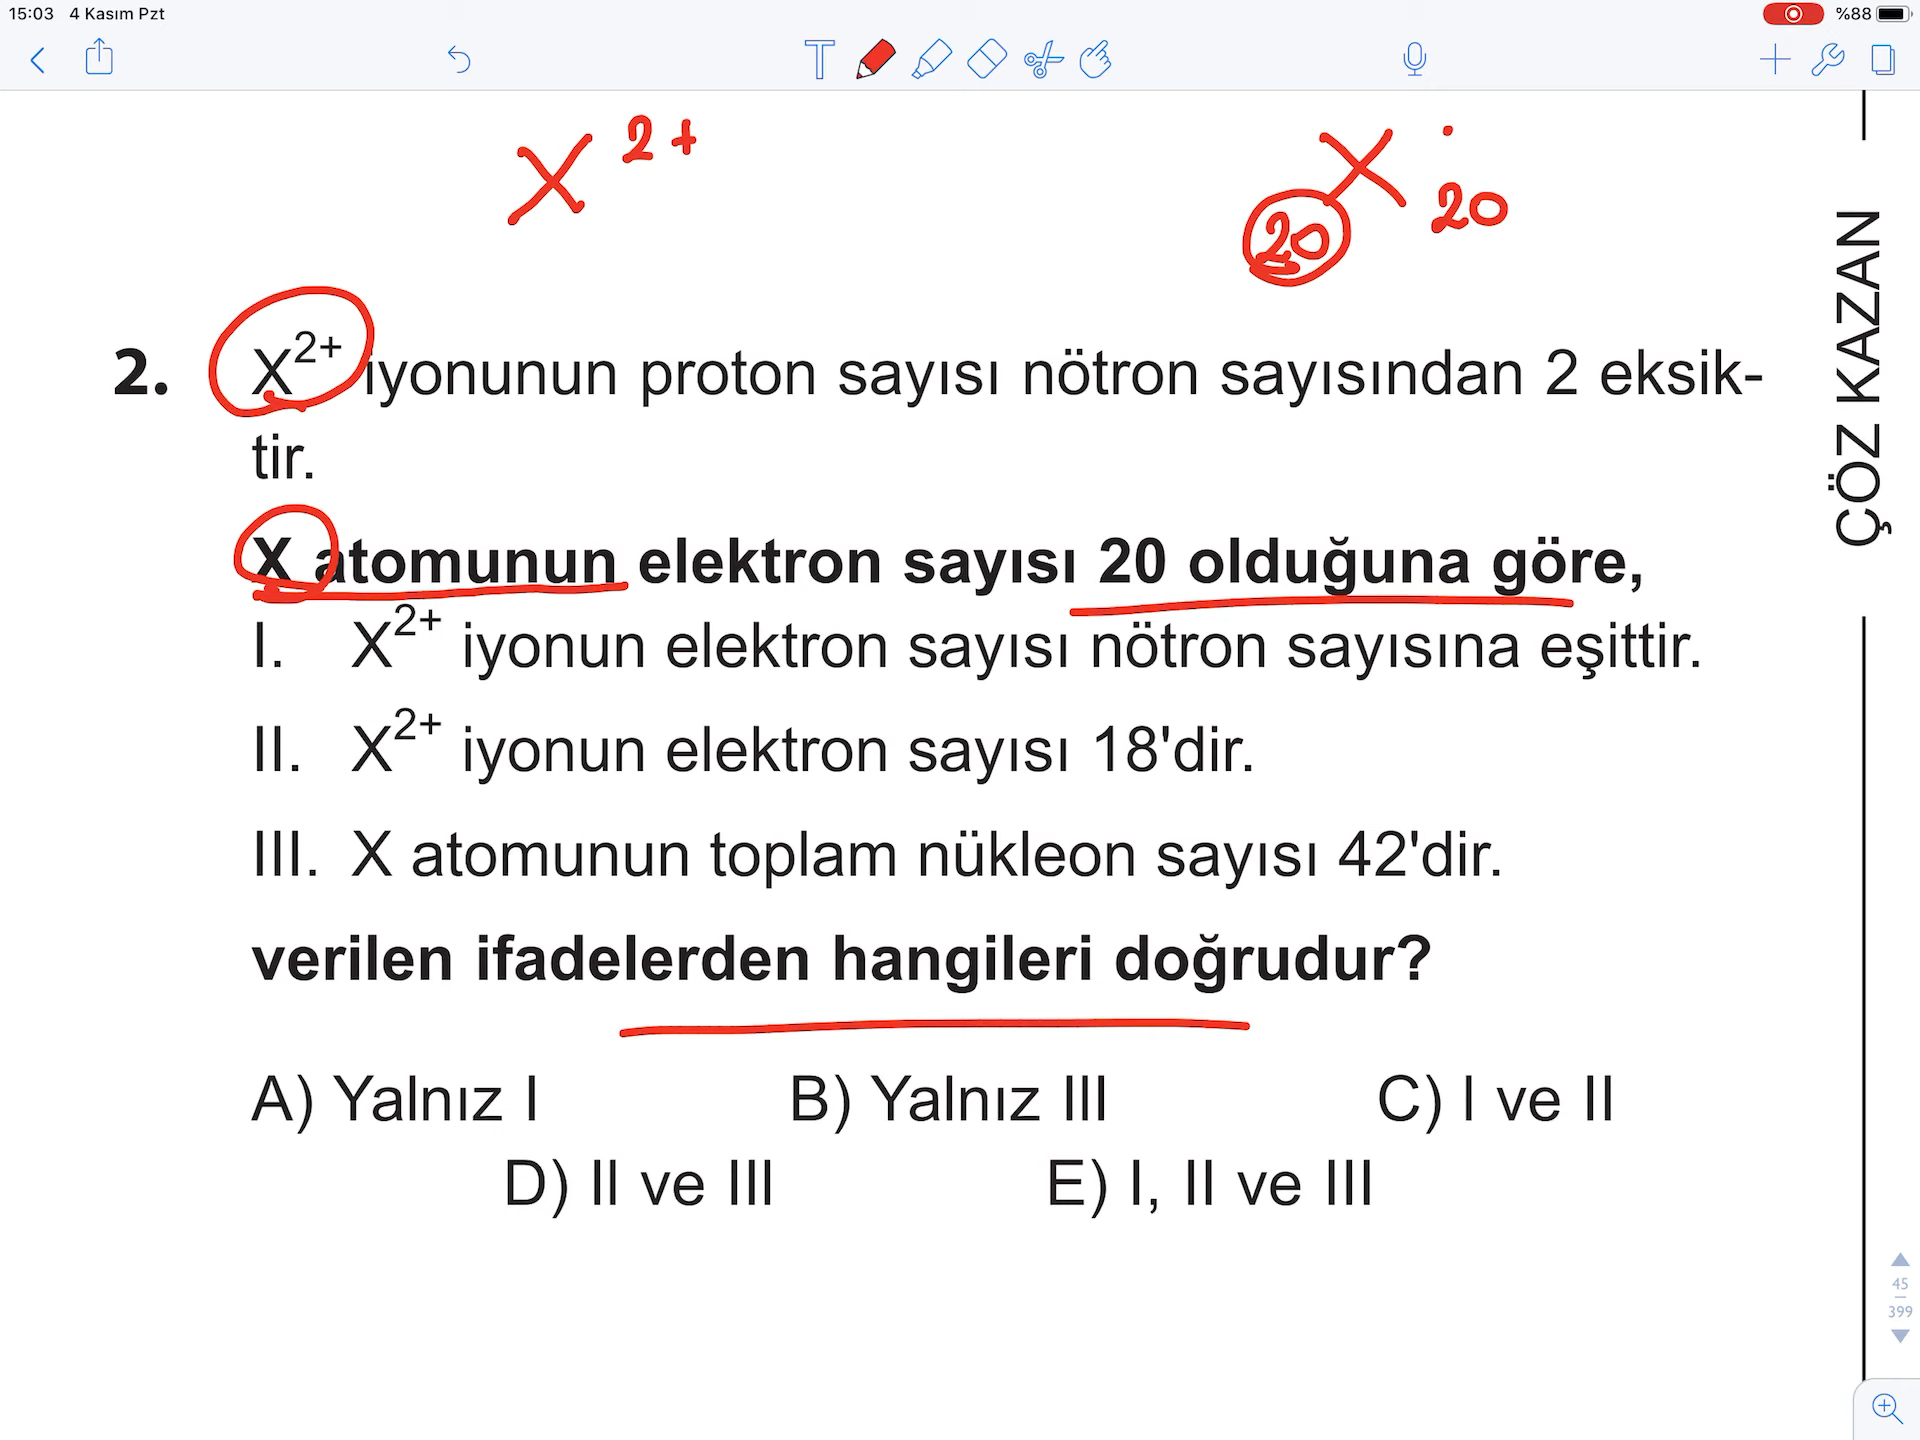 15:03 4 Kasım Pzt %88
T
X 2+ X 20 20
2. X2+ iyonunun proton sayısı nötron sayısından 2 eksik-
tir.
X atomunun elektron sayısı 20 olduğuna göre,
I. X2+ iyonun elektron sayısı nötron sayısına eşittir.
II. X2+ iyonun elektron sayısı 18'dir.
III. X atomunun toplam nükleon sayısı 42'dir.
verilen ifadelerden hangileri doğrudur?
A) Yalnız I B) Yalnız III C) I ve II
D) II ve III E) I, II ve III
ÇÖZ KAZAN
45
399